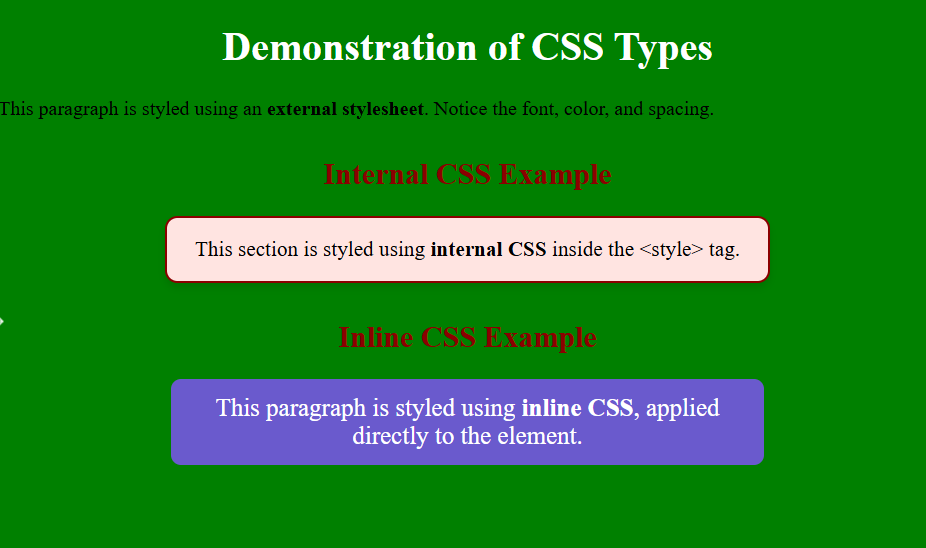 Demonstration of CSS Types
This paragraph is styled using an external stylesheet. Notice the font, color, and spacing.
Internal CSS Example
This section is styled using internal CSS inside the <style> tag.
Inline CSS Example
This paragraph is styled using inline CSS, applied
directly to the element.